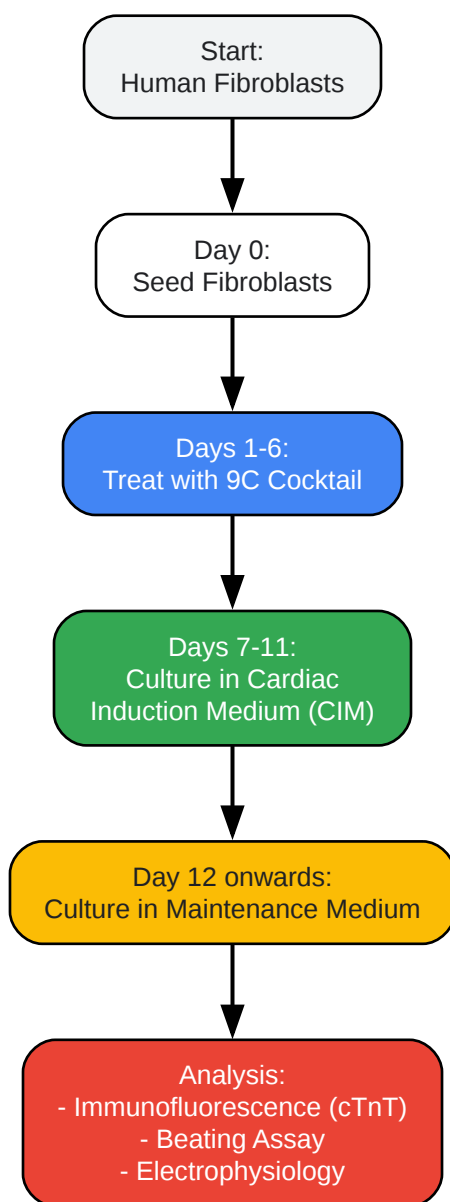 Start:
Human Fibroblasts
Day 0:
Seed Fibroblasts
Days 1-6:
Treat with 9C Cocktail
Days 7-11:
Culture in Cardiac
Induction Medium (CIM)
Day 12 onwards:
Culture in Maintenance Medium
Analysis:
- Immunofluorescence (cTnT)
- Beating Assay
- Electrophysiology